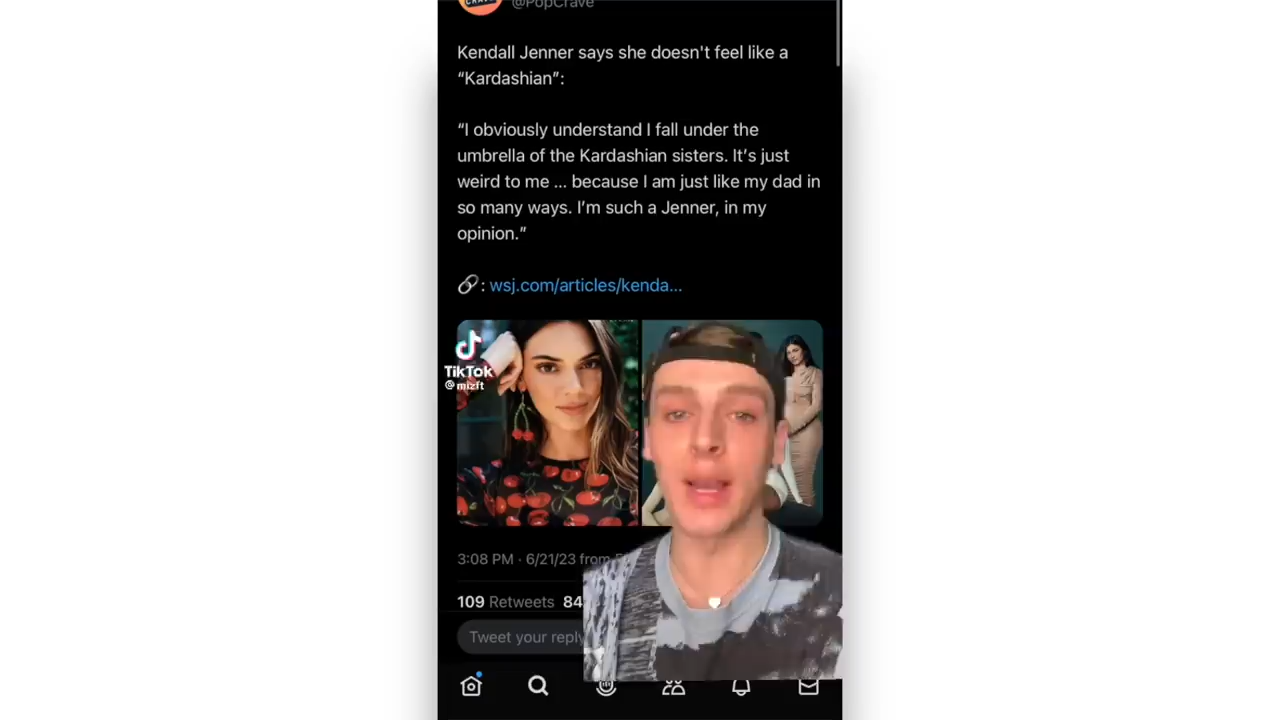 @PopCrave
Kendall Jenner says she doesn't feel like a
“Kardashian”:
“I obviously understand I fall under the
umbrella of the Kardashian sisters. It’s just
weird to me ... because I am just like my dad in
so many ways. I’m such a Jenner, in my
opinion.”
: wsj.com/articles/kenda...
TikTok
@mizft
3:08 PM · 6/21/23 from
109 Retweets 84
Tweet your reply